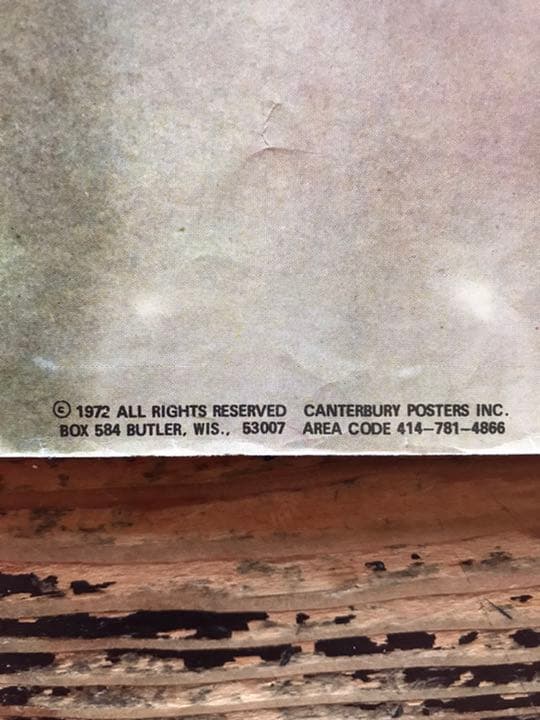 © 1972 ALL RIGHTS RESERVED CANTERBURY POSTERS INC.
BOX 584 BUTLER, WIS., 53007 AREA CODE 414–781–4866